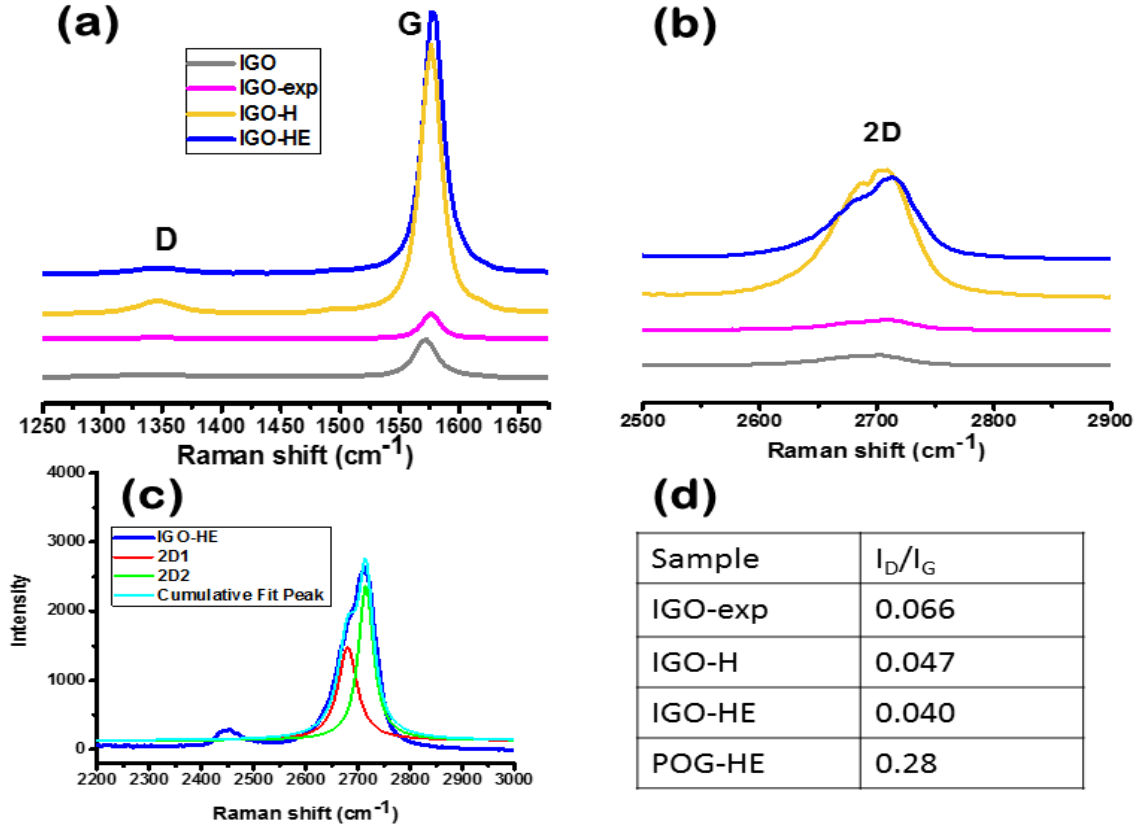 (a)
G
IGO
IGO-exp
IGO-H
IGO-HE
D
1250 1300 1350 1400 1450 1500 1550 1600 1650
Raman shift (cm-1)
(b)
2D
2500 2600 2700 2800 2900
Raman shift (cm-1)
(c)
IGO-HE
2D1
2D2
Cumulative Fit Peak
Intensity
4000
3000
2000
1000
0
2200 2300 2400 2500 2600 2700 2800 2900 3000
Raman shift (cm-1)
(d)
Sample ID/IG
IGO-exp 0.066
IGO-H 0.047
IGO-HE 0.040
POG-HE 0.28